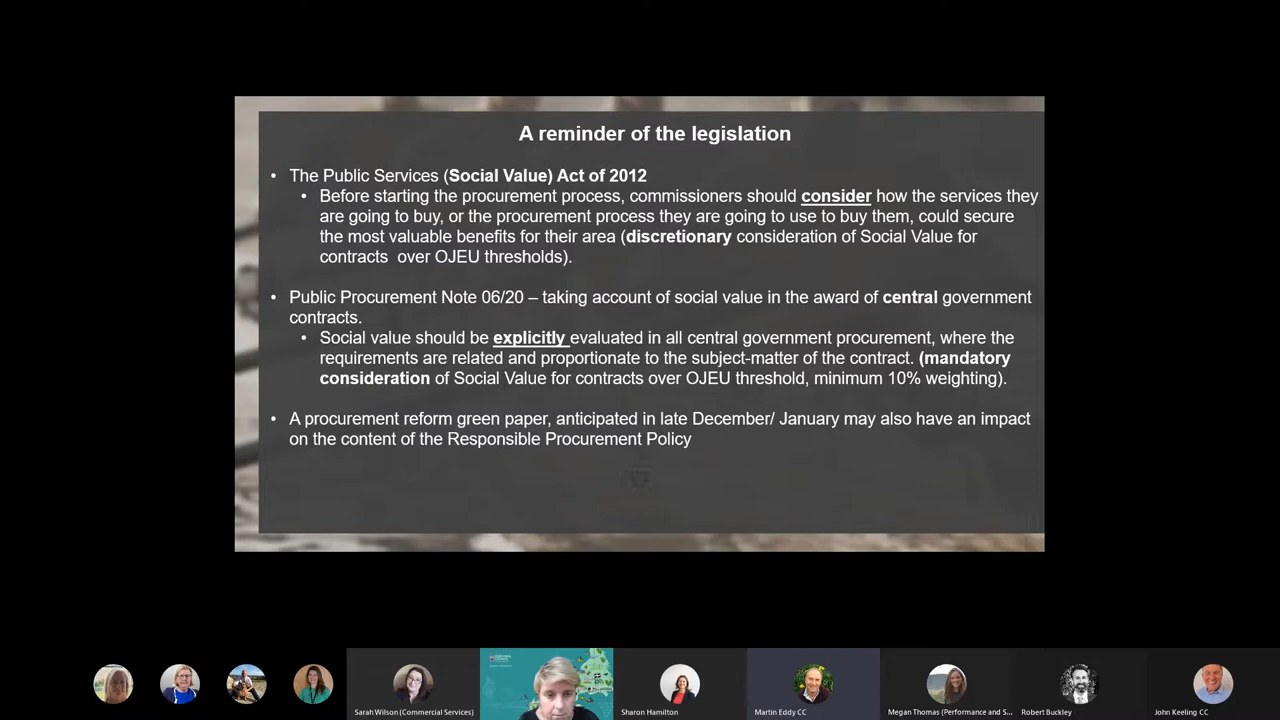 A reminder of the legislation
• The Public Services (Social Value) Act of 2012
• Before starting the procurement process, commissioners should consider how the services they
are going to buy, or the procurement process they are going to use to buy them, could secure
the most valuable benefits for their area (discretionary consideration of Social Value for
contracts over OJEU thresholds).
• Public Procurement Note 06/20 – taking account of social value in the award of central government
contracts.
• Social value should be explicitly evaluated in all central government procurement, where the
requirements are related and proportionate to the subject-matter of the contract. (mandatory
consideration of Social Value for contracts over OJEU threshold, minimum 10% weighting).
• A procurement reform green paper, anticipated in late December/ January may also have an impact
on the content of the Responsible Procurement Policy
Sarah Wilson (Commercial Services)
Sharon Hamilton
Martin Eddy CC
Megan Thomas (Performance and S...
Robert Buckley
John Keeling CC